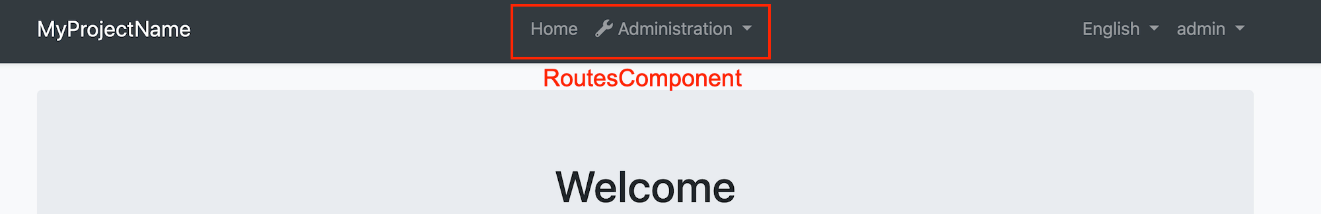 MyProjectName Home Administration English admin
RoutesComponent
Welcome